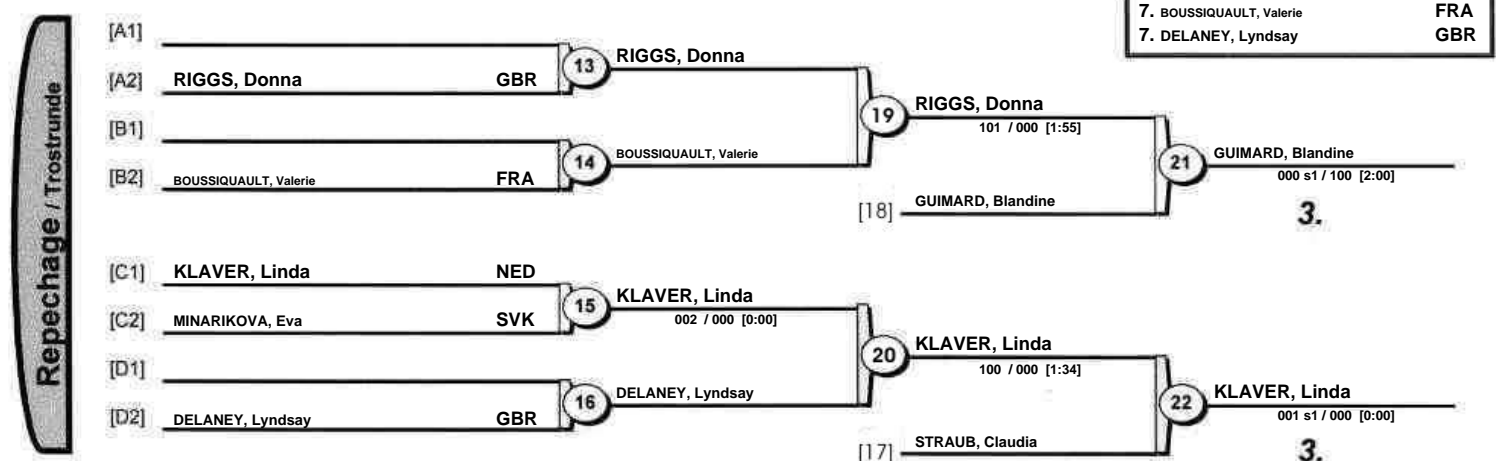 7. BOUSSIQUAULT, Valerie FRA
7. DELANEY, Lyndsay GBR
Repechage / Trostrunde
[A1]
[A2] RIGGS, Donna GBR
13 RIGGS, Donna
[B1]
[B2] BOUSSIQUAULT, Valerie FRA
14 BOUSSIQUAULT, Valerie
19 RIGGS, Donna
101 / 000 [1:55]
[18] GUIMARD, Blandine
21 GUIMARD, Blandine
000 s1 / 100 [2:00]
3.
[C1] KLAVER, Linda NED
[C2] MINARIKOVA, Eva SVK
15 KLAVER, Linda
002 / 000 [0:00]
[D1]
[D2] DELANEY, Lyndsay GBR
16 DELANEY, Lyndsay
20 KLAVER, Linda
100 / 000 [1:34]
[17] STRAUB, Claudia
22 KLAVER, Linda
001 s1 / 000 [0:00]
3.